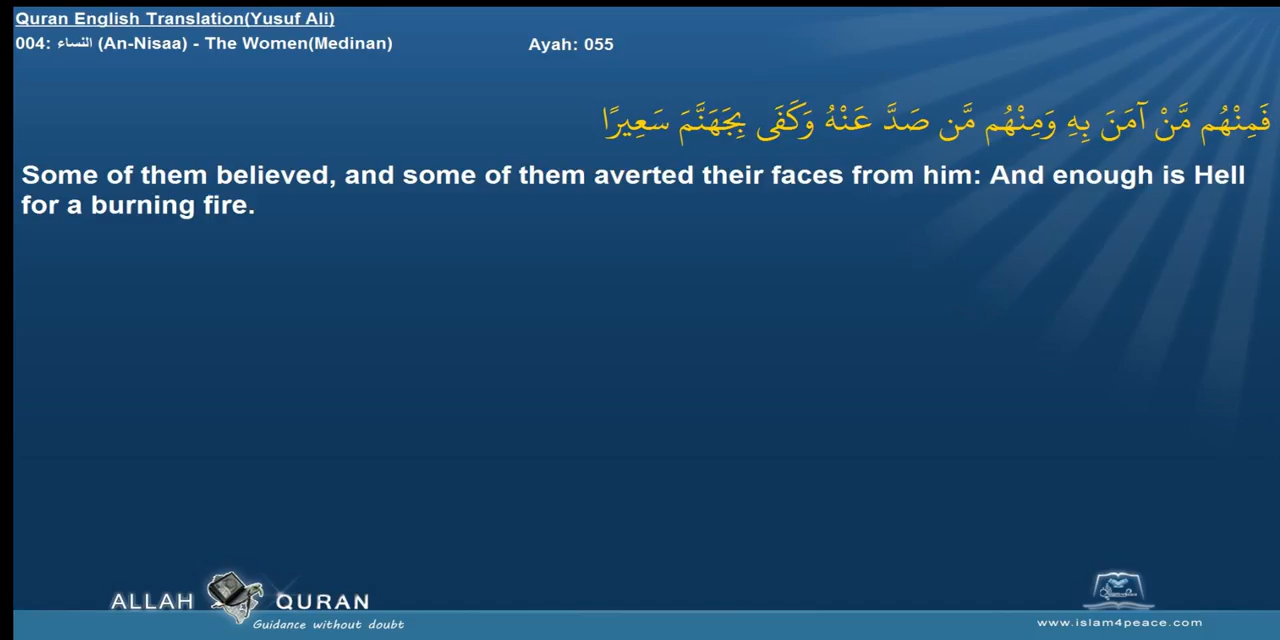 Quran English Translation(Yusuf Ali)
004: النساء (An-Nisaa) - The Women(Medinan) Ayah: 055
فَمِنْهُم مَّنْ آمَنَ بِهِ وَمِنْهُم مَّن صَدَّ عَنْهُ وَكَفَى بِجَهَنَّمَ سَعِيرًا
Some of them believed, and some of them averted their faces from him: And enough is Hell
for a burning fire.
ALLAH QURAN
Guidance without doubt
www.islam4peace.com